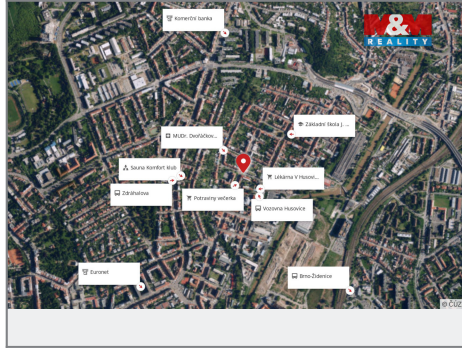 Komerční banka
M&M
REALITY
Základní škola J. ...
MUDr. Dvořáčkov...
Sauna Komfort klub
Lékárna V Husovi...
Zdráhalova
Potraviny večerka
Vozovna Husovice
Euronet
Brno-Židenice
© ČÚZ